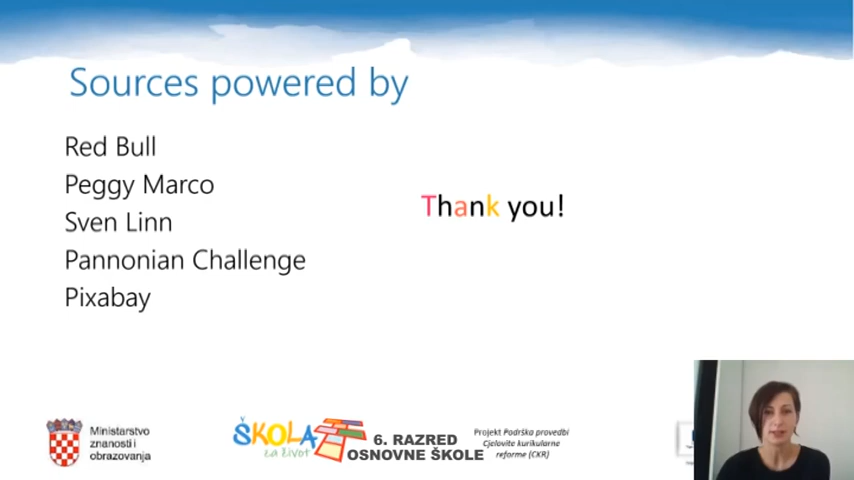 Sources powered by
Red Bull
Peggy Marco
Sven Linn
Pannonian Challenge
Pixabay
Thank you!
Ministarstvo
znanosti i
obrazovanja
ŠKOLA
za život
6. RAZRED
OSNOVNE ŠKOLE
Projekt Podrška provedbi
Cjelovite kurikularne
reforme (CKR)